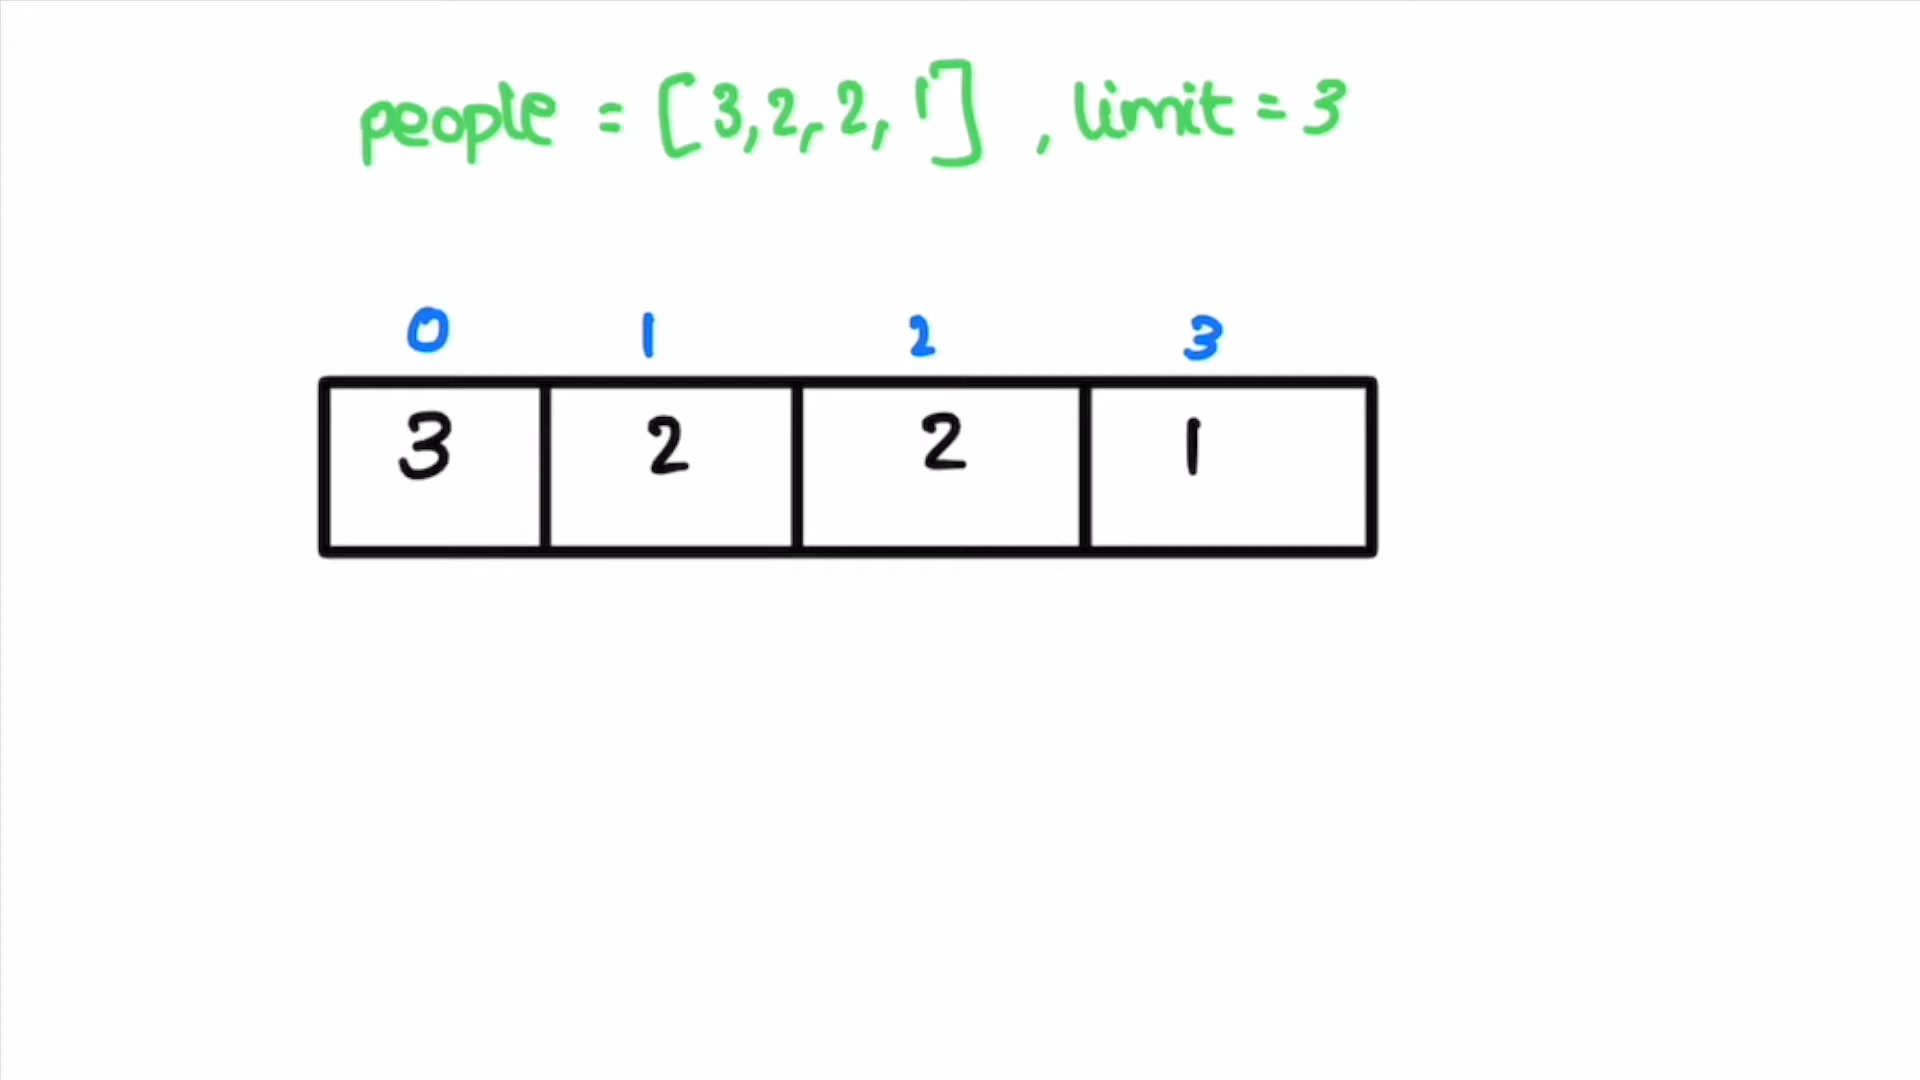 people = [3,2,2,1] , limit = 3
0 1 2 3
3 2 2 1